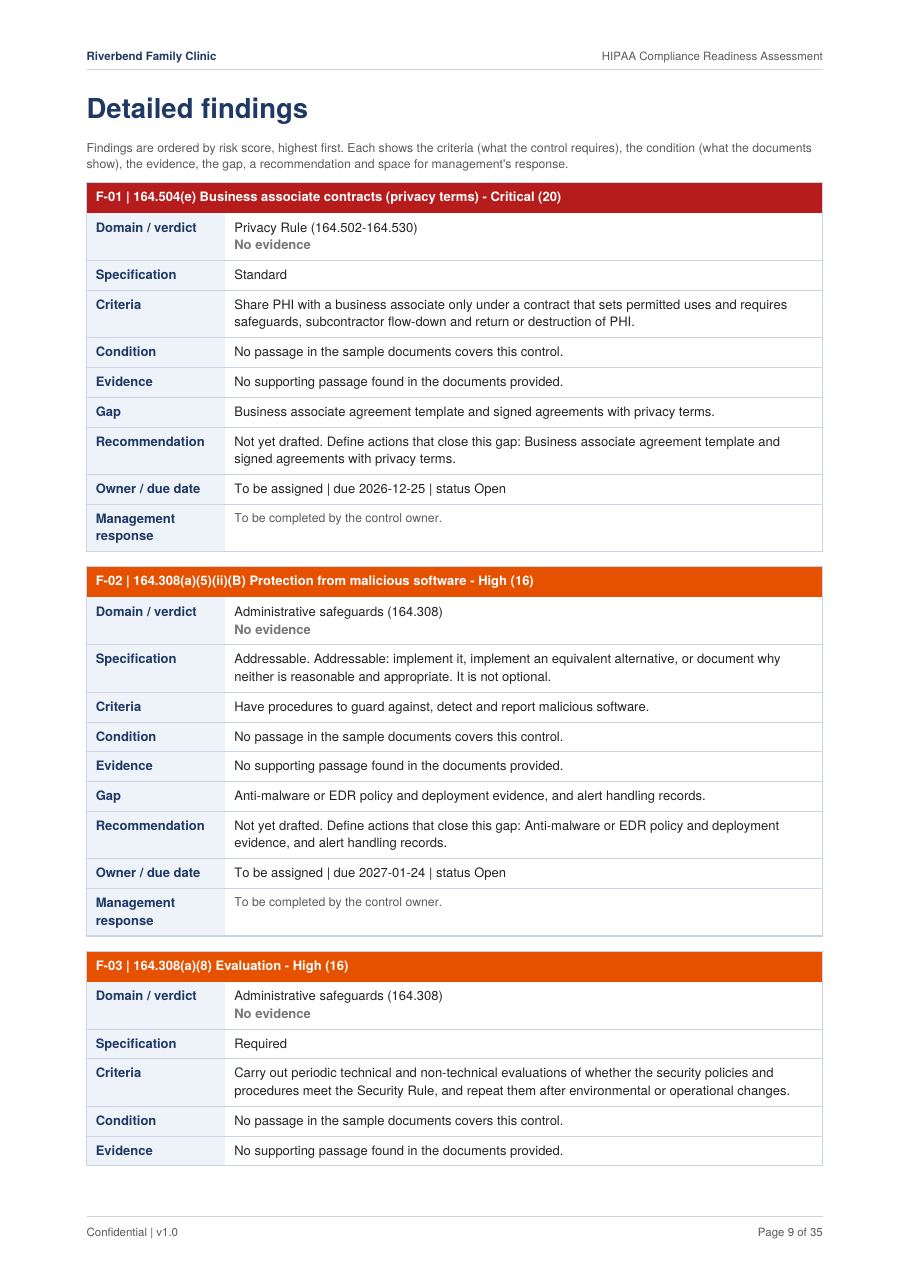 Riverbend Family Clinic
HIPAA Compliance Readiness Assessment
Detailed findings
Findings are ordered by risk score, highest first. Each shows the criteria (what the control requires), the condition (what the documents
show), the evidence, the gap, a recommendation and space for management's response.
F-01 | 164.504(e) Business associate contracts (privacy terms) - Critical (20)
Domain / verdict
Privacy Rule (164.502-164.530)
No evidence
Specification
Standard
Criteria
Share PHI with a business associate only under a contract that sets permitted uses and requires
safeguards, subcontractor flow-down and return or destruction of PHI.
Condition
No passage in the sample documents covers this control.
Evidence
No supporting passage found in the documents provided.
Gap
Business associate agreement template and signed agreements with privacy terms.
Recommendation
Not yet drafted. Define actions that close this gap: Business associate agreement template and
signed agreements with privacy terms.
Owner / due date
To be assigned | due 2026-12-25 | status Open
Management
response
To be completed by the control owner.
F-02 | 164.308(a)(5)(ii)(B) Protection from malicious software - High (16)
Domain / verdict
Administrative safeguards (164.308)
No evidence
Specification
Addressable. Addressable: implement it, implement an equivalent alternative, or document why
neither is reasonable and appropriate. It is not optional.
Criteria
Have procedures to guard against, detect and report malicious software.
Condition
No passage in the sample documents covers this control.
Evidence
No supporting passage found in the documents provided.
Gap
Anti-malware or EDR policy and deployment evidence, and alert handling records.
Recommendation
Not yet drafted. Define actions that close this gap: Anti-malware or EDR policy and deployment
evidence, and alert handling records.
Owner / due date
To be assigned | due 2027-01-24 | status Open
Management
response
To be completed by the control owner.
F-03 | 164.308(a)(8) Evaluation - High (16)
Domain / verdict
Administrative safeguards (164.308)
No evidence
Specification
Required
Criteria
Carry out periodic technical and non-technical evaluations of whether the security policies and
procedures meet the Security Rule, and repeat them after environmental or operational changes.
Condition
No passage in the sample documents covers this control.
Evidence
No supporting passage found in the documents provided.
Confidential | v1.0
Page 9 of 35